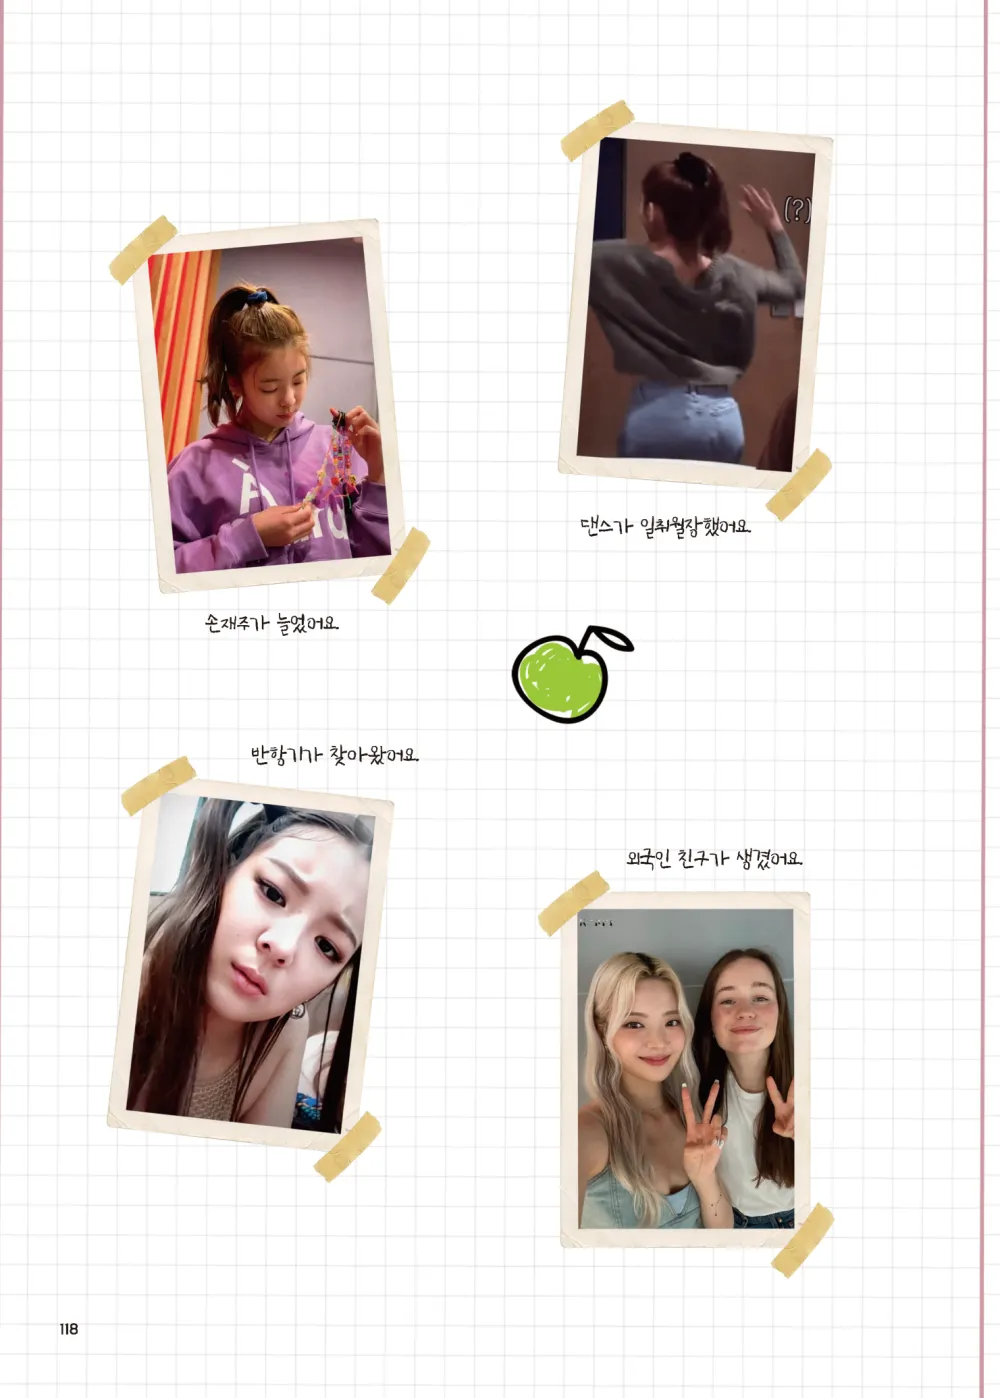 (?)
댄스가 일취월장했어요.
손재주가 늘었어요.
반항기가 찾아왔어요.
외국인 친구가 생겼어요.
118